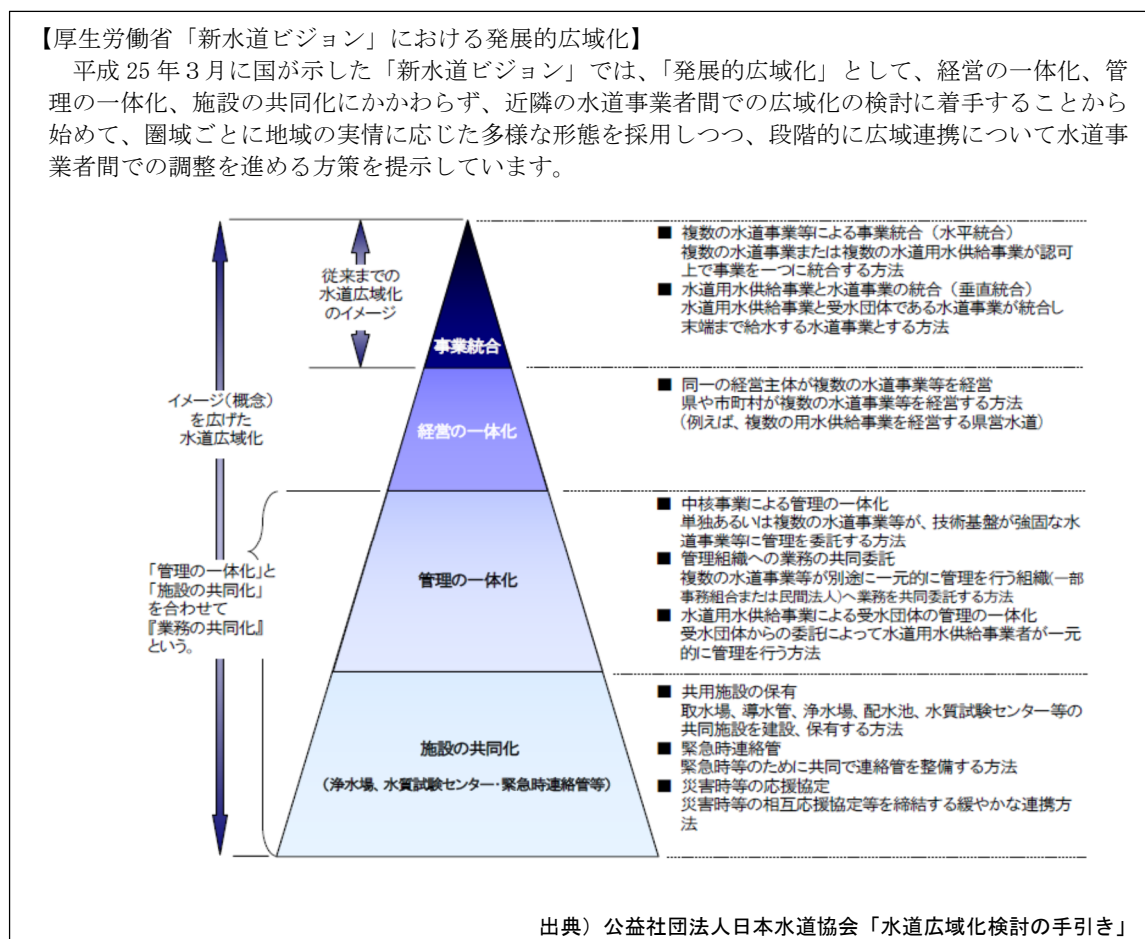 【厚生労働省「新水道ビジョン」における発展的広域化】
平成 25 年３月に国が示した「新水道ビジョン」では、「発展的広域化」として、経営の一体化、管
理の一体化、施設の共同化にかかわらず、近隣の水道事業者間での広域化の検討に着手することから
始めて、圏域ごとに地域の実情に応じた多様な形態を採用しつつ、段階的に広域連携について水道事
業者間での調整を進める方策を提示しています。
従来までの
水道広域化
のイメージ
イメージ（概念）
を広げた
水道広域化
「管理の一体化」と
「施設の共同化」
を合わせて
『業務の共同化』
という。
事業統合
経営の一体化
管理の一体化
施設の共同化
（浄水場、水質試験センター・緊急時連絡管等）
■ 複数の水道事業等による事業統合（水平統合）
複数の水道事業または複数の水道用水供給事業が認可
上で事業を一つに統合する方法
■ 水道用水供給事業と水道事業の統合（垂直統合）
水道用水供給事業と受水団体である水道事業が統合し
末端まで給水する水道事業とする方法
■ 同一の経営主体が複数の水道事業等を経営
県や市町村が複数の水道事業等を経営する方法
（例えば、複数の用水供給事業を経営する県営水道）
■ 中核事業による管理の一体化
単独あるいは複数の水道事業等が、技術基盤が強固な水
道事業等に管理を委託する方法
■ 管理組織への業務の共同委託
複数の水道事業等が別途に一元的に管理を行う組織（一部
事務組合または民間法人）へ業務を共同委託する方法
■ 水道用水供給事業による受水団体の管理の一体化
受水団体からの委託によって水道用水供給事業者が一元
的に管理を行う方法
■ 共用施設の保有
取水場、導水管、浄水場、配水池、水質試験センター等の
共同施設を建設、保有する方法
■ 緊急時連絡管
緊急時等のために共同で連絡管を整備する方法
■ 災害時等の応援協定
災害時等の相互応援協定等を締結する緩やかな連携方
法
出典）公益社団法人日本水道協会「水道広域化検討の手引き」